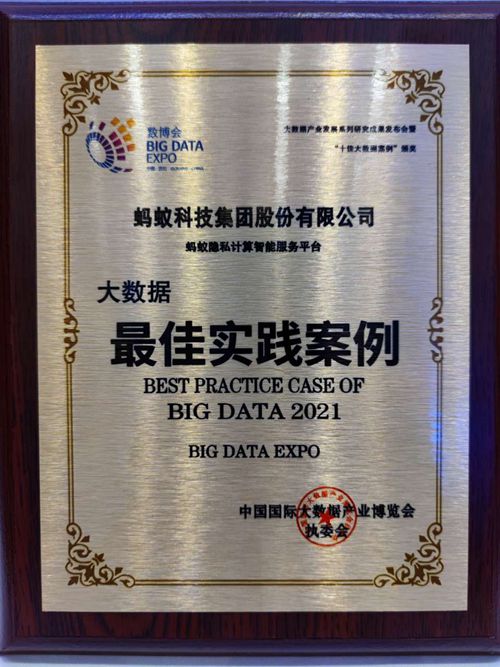 数博会
BIG DATA
EXPO
大数据产业发展系列研究成果发布会暨
“十佳大数据案例”颁奖
蚂蚁科技集团股份有限公司
蚂蚁隐私计算智能服务平台
大数据
最佳实践案例
BEST PRACTICE CASE OF
BIG DATA 2021
BIG DATA EXPO
中国国际大数据产业博览会
执委会